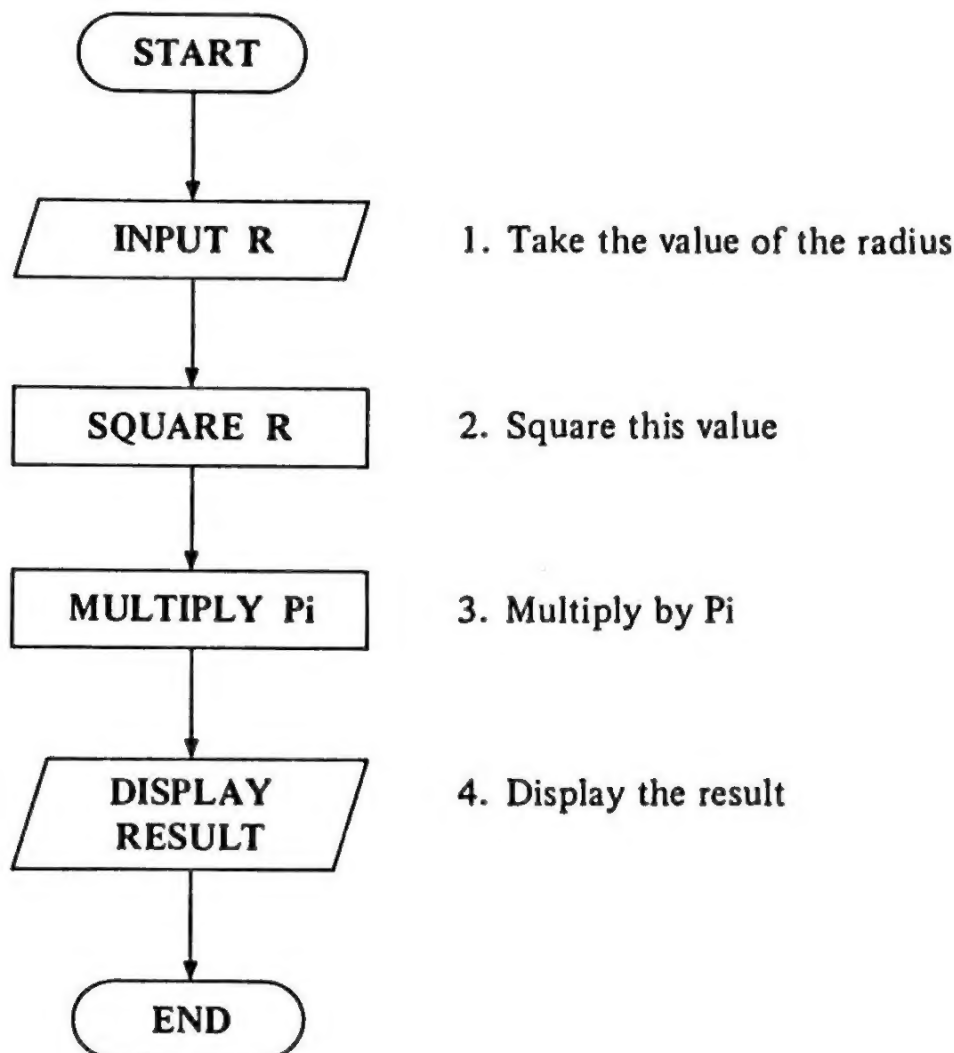 START
INPUT R
1. Take the value of the radius
SQUARE R
2. Square this value
MULTIPLY Pi
3. Multiply by Pi
DISPLAY
RESULT
4. Display the result
END